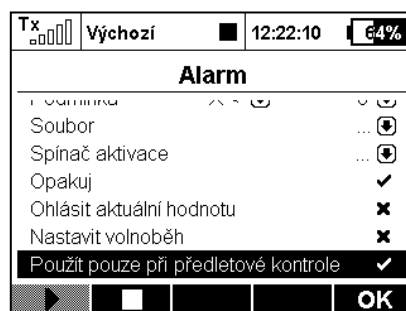 Tx Výchozí 12:22:10 64%
Alarm
Soubor ...
Spínač aktivace ...
Opakuj
Ohlásit aktuální hodnotu
Nastavit volnoběh
Použít pouze při předletové kontrole
OK